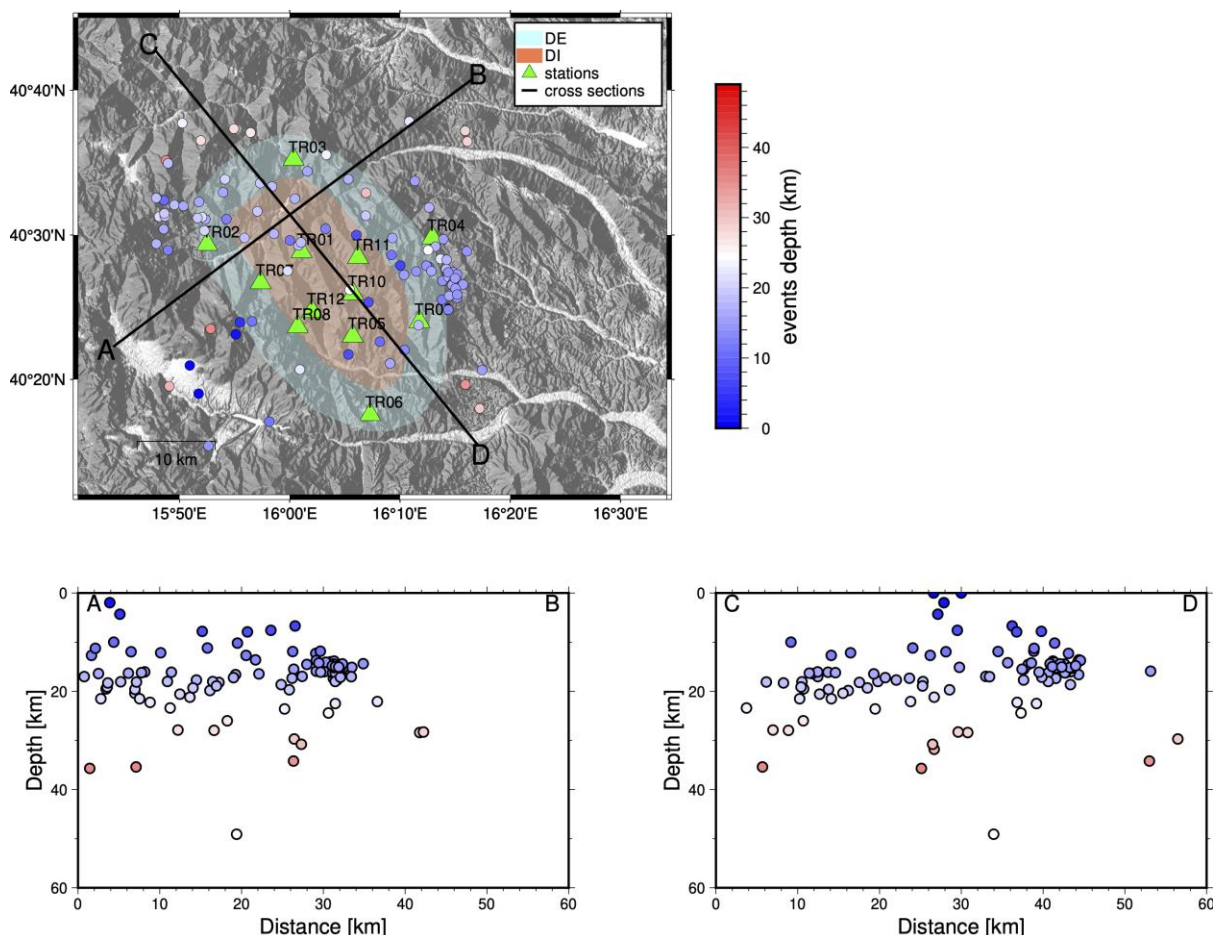 C
B
A
D
DE
DI
stations
cross sections
40°40'N
40°30'N
40°20'N
TR03
TR04
TR02
TR01
TR11
TR07
TR10
TR12
TR08
TR05
TR06
10 km
15°50'E 16°00'E 16°10'E 16°20'E 16°30'E
40
30
20
10
0
events depth (km)
A B
0
20
40
60
Depth [km]
0 10 20 30 40 50 60
Distance [km]
C D
0
20
40
60
Depth [km]
0 10 20 30 40 50 60
Distance [km]